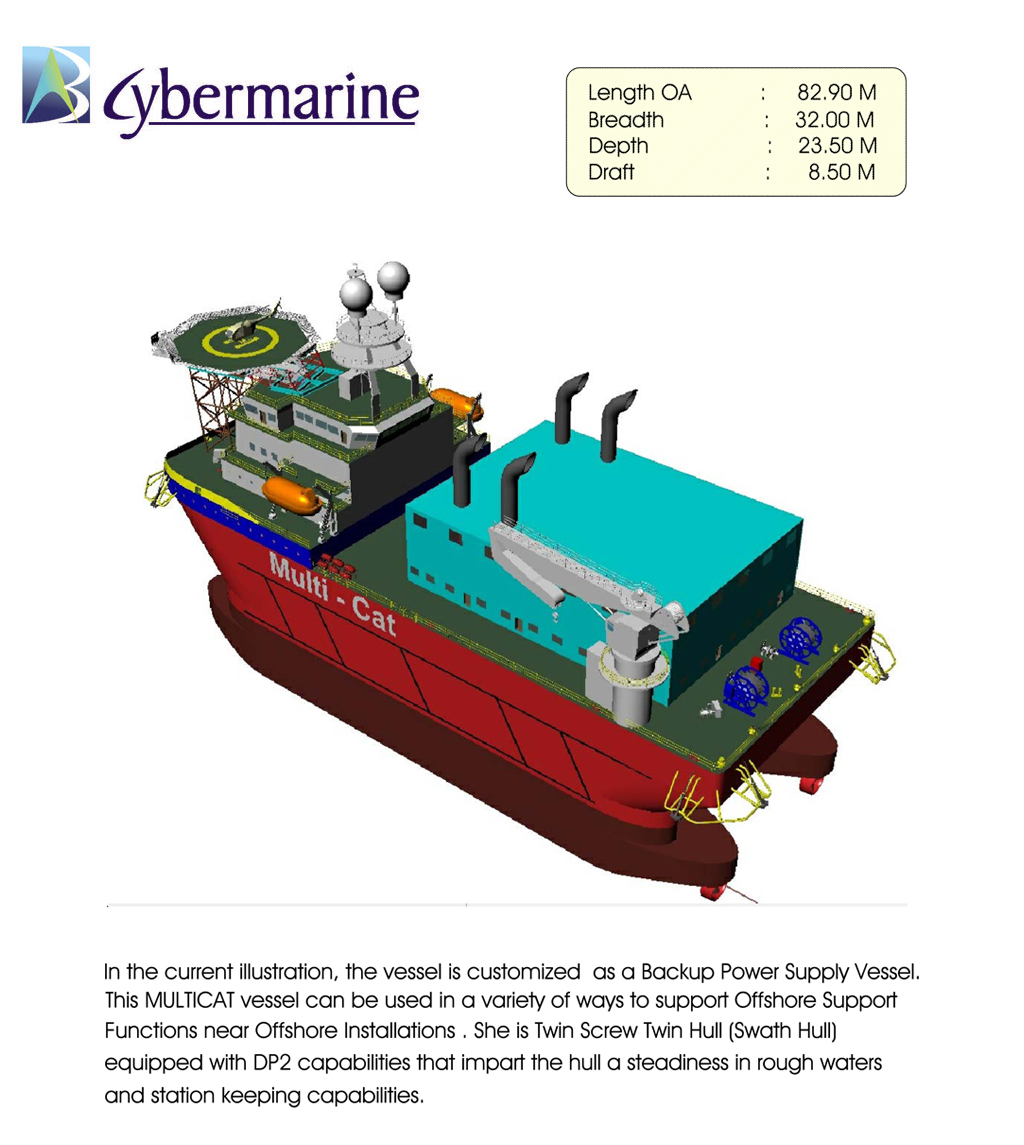 Cybermarine
Length OA : 82.90 M
Breadth : 32.00 M
Depth : 23.50 M
Draft : 8.50 M
Multi - Cat
In the current illustration, the vessel is customized as a Backup Power Supply Vessel.
This MULTICAT vessel can be used in a variety of ways to support Offshore Support
Functions near Offshore Installations . She is Twin Screw Twin Hull (Swath Hull)
equipped with DP2 capabilities that impart the hull a steadiness in rough waters
and station keeping capabilities.